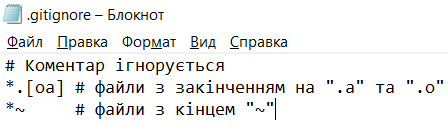 .gitignore – Блокнот
Файл Правка Формат Вид Справка
# Коментар ігнорується
*.[oa] # файли з закінченням на ".a" та ".o"
*~     # файли з кінцем "~"